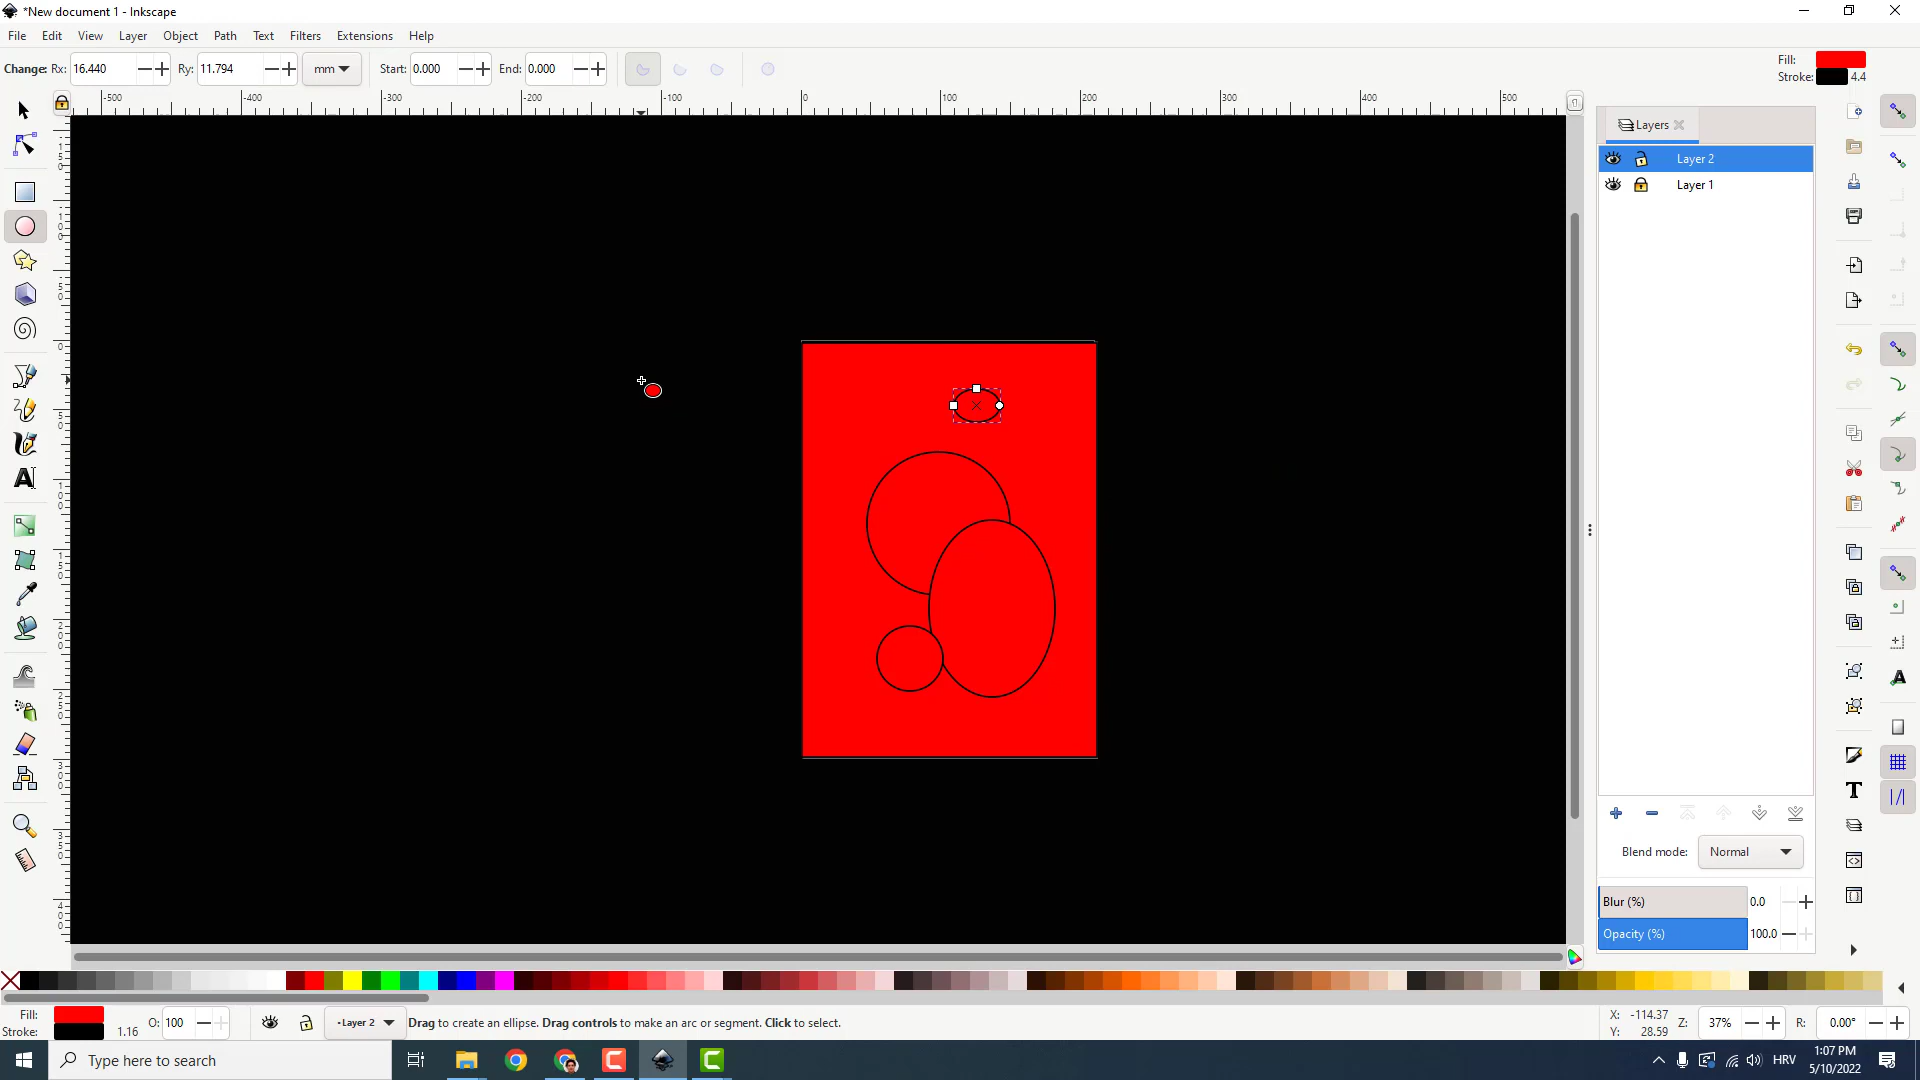 *New document 1 - Inkscape
File Edit View Layer Object Path Text Filters Extensions Help
Change: Rx: 16.440 Ry: 11.794 mm Start: 0.000 End: 0.000
Fill:
Stroke: 4.4
-500 -400 -300 -200 -100 0 100 200 300 400 500
Layers
Layer 2
Layer 1
Blend mode: Normal
Blur (%) 0.0
Opacity (%) 100.0
Fill:
Stroke: 1.16
O: 100
•Layer 2
Drag to create an ellipse. Drag controls to make an arc or segment. Click to select.
X: -114.37
Y: 28.59
Z: 37%
R: 0.00°
Type here to search
HRV
1:07 PM
5/10/2022